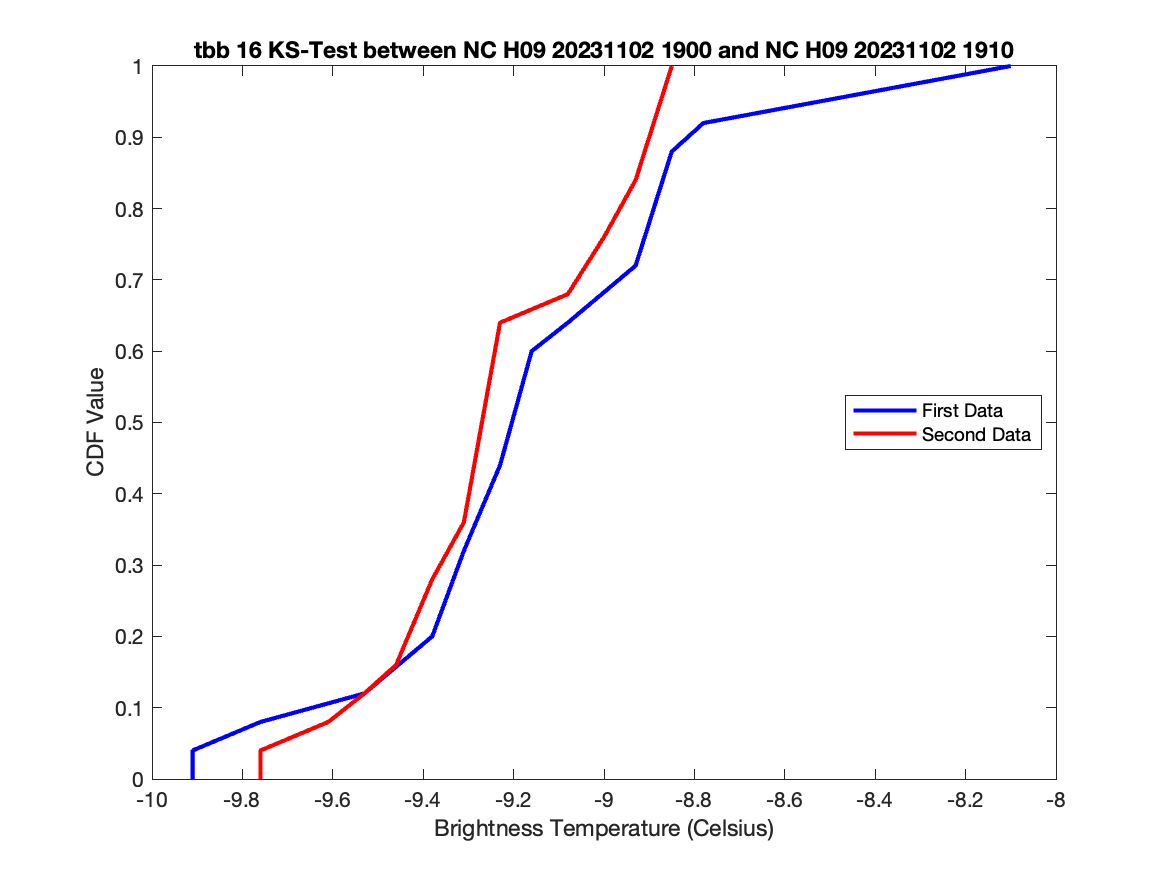 tbb 16 KS-Test between NC H09 20231102 1900 and NC H09 20231102 1910
1
0.9
0.8
0.7
0.6
0.5
0.4
0.3
0.2
0.1
0
CDF Value
First Data
Second Data
-10 -9.8 -9.6 -9.4 -9.2 -9 -8.8 -8.6 -8.4 -8.2 -8
Brightness Temperature (Celsius)